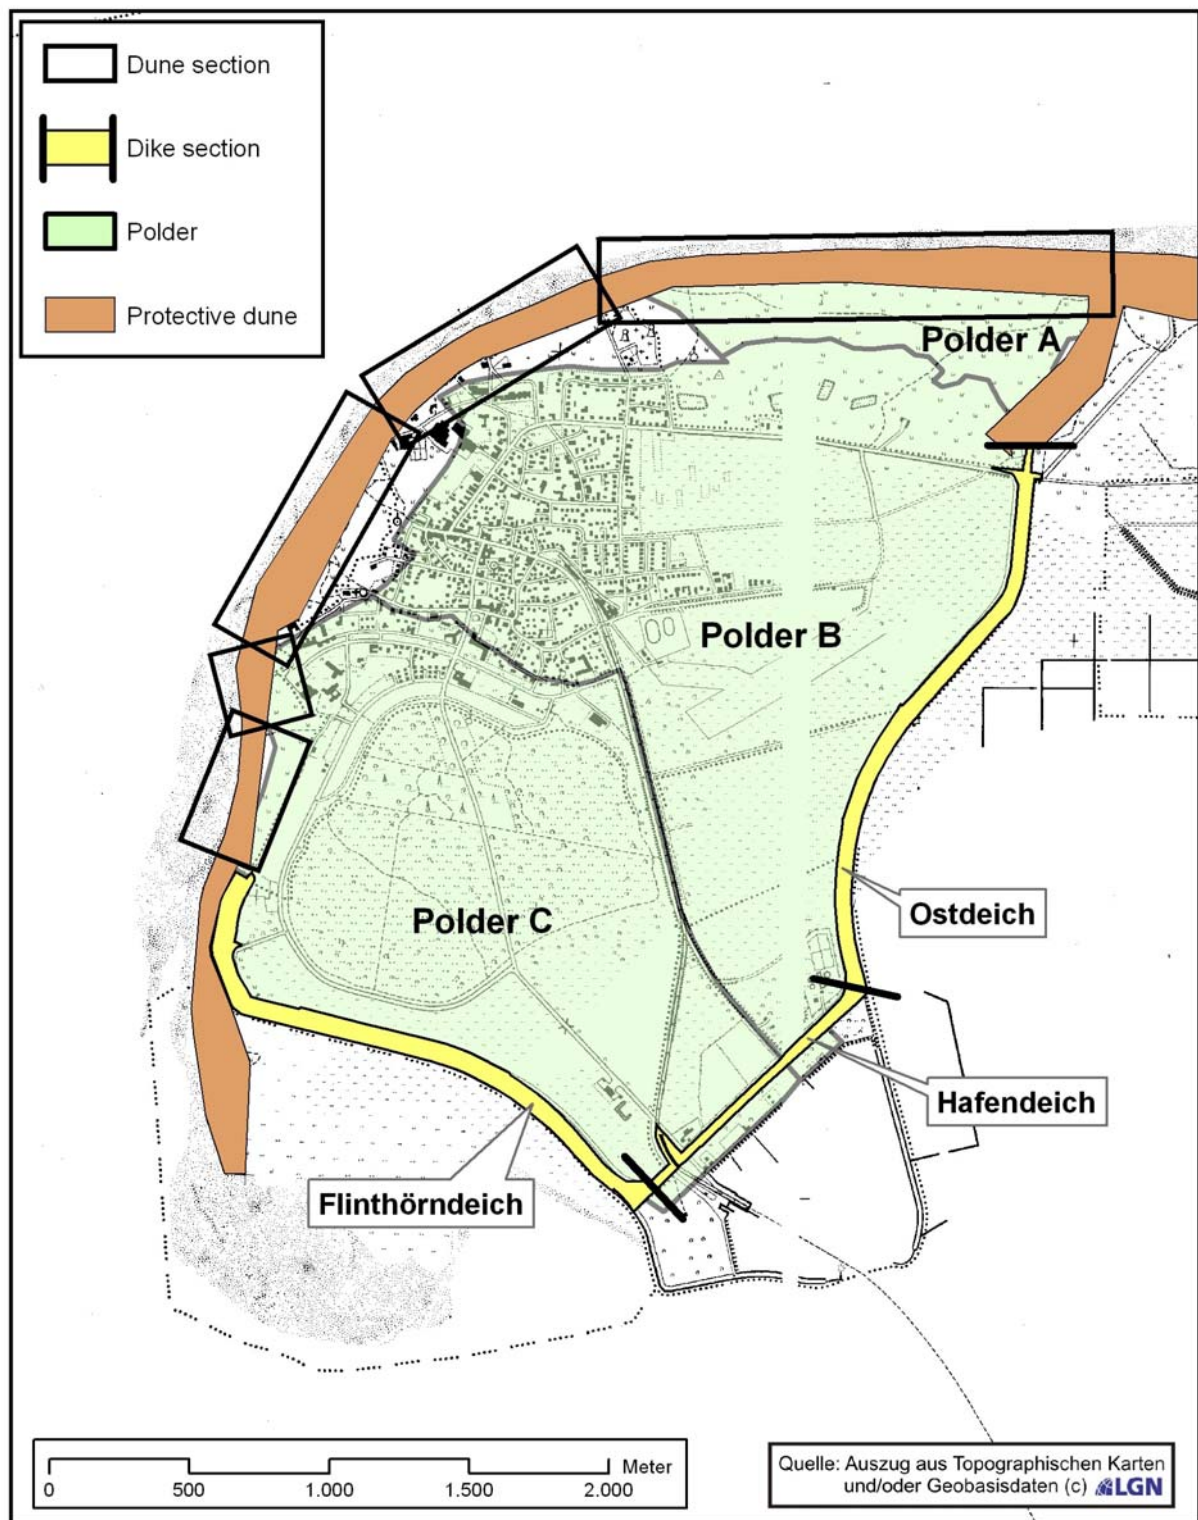 Dune section
Dike section
Polder
Protective dune
Polder A
Polder B
Polder C
Ostdeich
Hafendeich
Flinthörndeich
Meter
0 500 1.000 1.500 2.000
Quelle: Auszug aus Topographischen Karten
und/oder Geobasisdaten (c) LGN